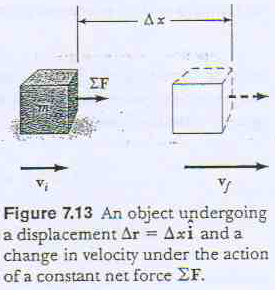 Δx
ΣF
m
v_i v_f
Figure 7.13 An object undergoing
a displacement Δr = Δxî and a
change in velocity under the action
of a constant net force ΣF.